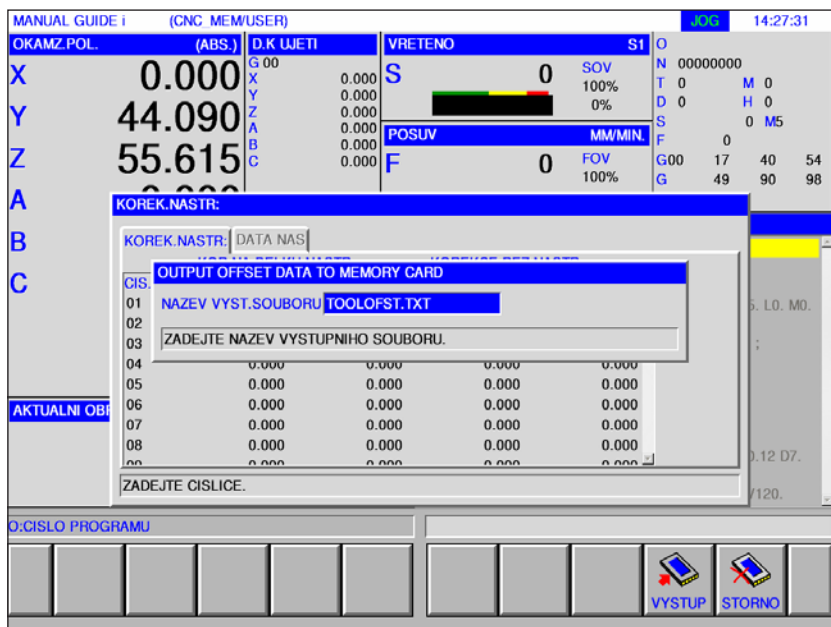 MANUAL GUIDE i (CNC_MEM/USER) JOG 14:27:31
OKAMZ.POL. (ABS.) D.K UJETI VRETENO S1 O
G 00 N 00000000
X 0.000 X 0.000 S 0 SOV 100% T 0 M 0
Y 0.000 0% D 0 H 0
Y 44.090 Z 0.000 S 0 M5
A 0.000 POSUV MM/MIN. F 0
B 0.000
Z 55.615 C 0.000 F 0 FOV 100% G00 17 40 54
G 49 90 98
A
KOREK.NASTR:
B KOREK.NASTR: DATA NAS
C OUTPUT OFFSET DATA TO MEMORY CARD
CIS.
01 NAZEV VYST.SOUBORU TOOLOFST.TXT L0. M0.
02
03 ZADEJTE NAZEV VYSTUPNIHO SOUBORU. ;
04 0.000 0.000 0.000 0.000
05 0.000 0.000 0.000 0.000
AKTUALNI 06 0.000 0.000 0.000 0.000
07 0.000 0.000 0.000 0.000
08 0.000 0.000 0.000 0.000
D7.
ZADEJTE CISLICE.
/120.
O:CISLO PROGRAMU
VYSTUP STORNO